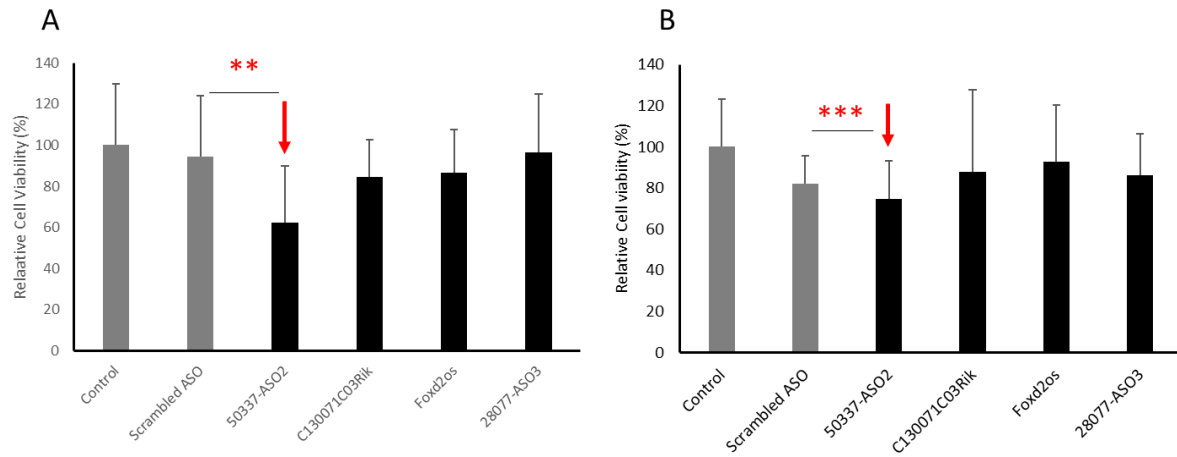 A
Relaative Cell Viability (%)
140
120
100
80
60
40
20
0
**
Control
Scrambled ASO
50337-ASO2
C130071C03Rik
Foxd2os
28077-ASO3
B
Relative Cell viabiity (%)
140
120
100
80
60
40
20
0
***
Control
Scrambled ASO
50337-ASO2
C130071C03Rik
Foxd2os
28077-ASO3